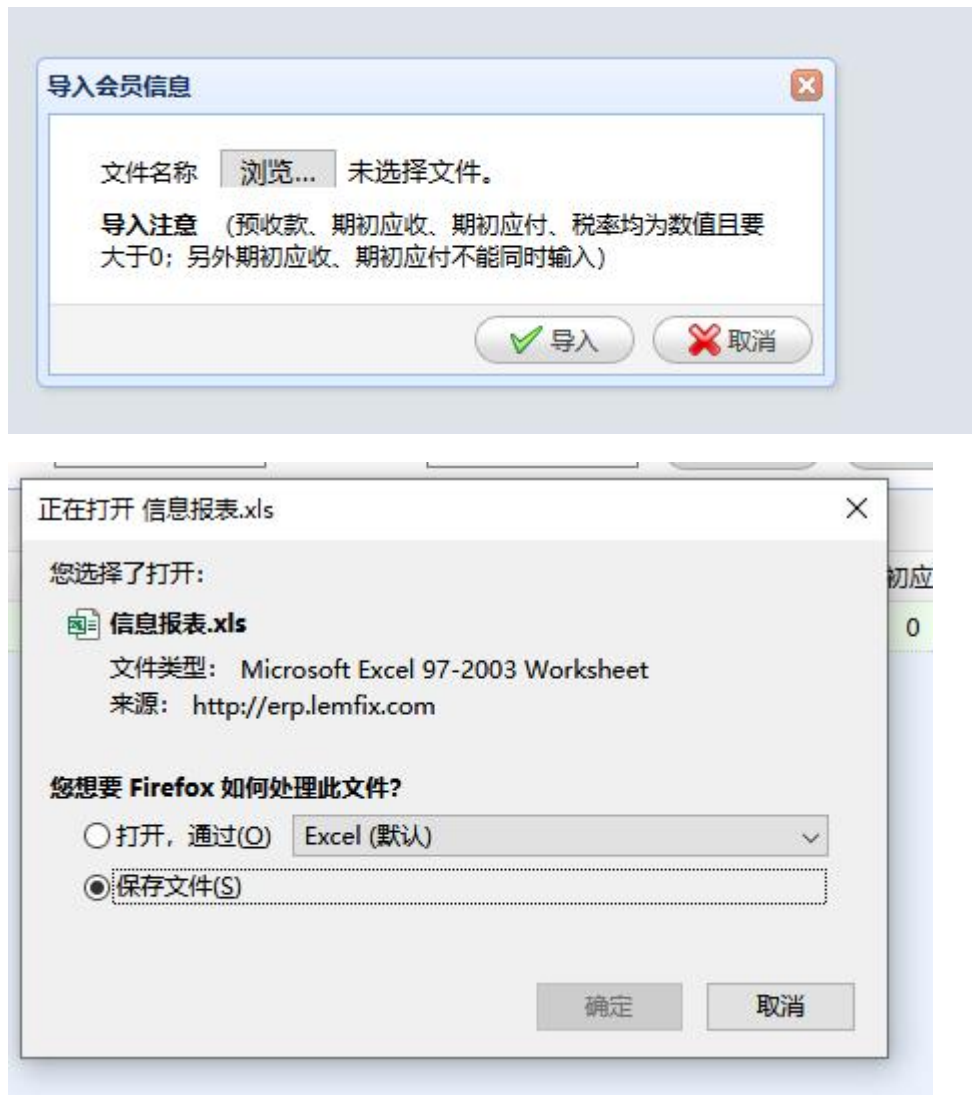 导入会员信息
文件名称 浏览... 未选择文件。
导入注意 （预收款、期初应收、期初应付、税率均为数值且要
大于0；另外期初应收、期初应付不能同时输入）
导入 取消
正在打开 信息报表.xls
您选择了打开：
初应
信息报表.xls
0
文件类型： Microsoft Excel 97-2003 Worksheet
来源： http://erp.lemfix.com
您想要 Firefox 如何处理此文件?
打开，通过(O) Excel (默认)
保存文件(S)
确定 取消